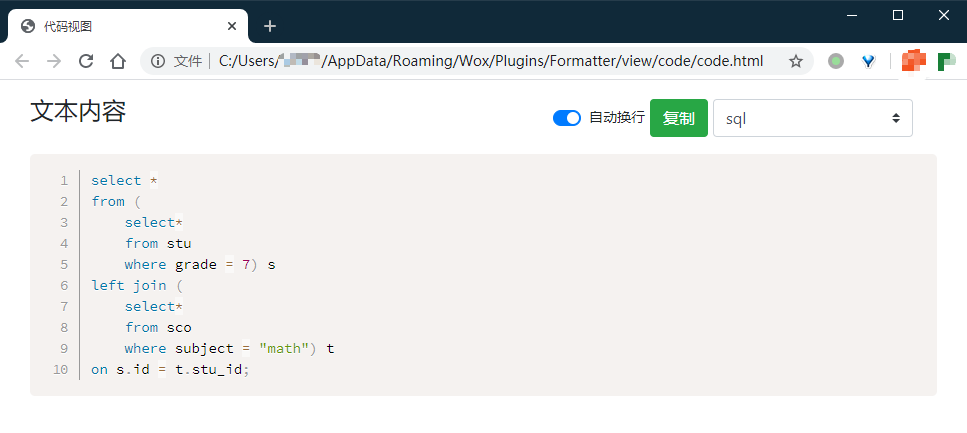 代码视图
文件 | C:/Users/ /AppData/Roaming/Wox/Plugins/Formatter/view/code/code.html
文本内容 自动换行 复制 sql
1 select *
2 from (
3     select*
4     from stu
5     where grade = 7) s
6 left join (
7     select*
8     from sco
9     where subject = "math") t
10 on s.id = t.stu_id;